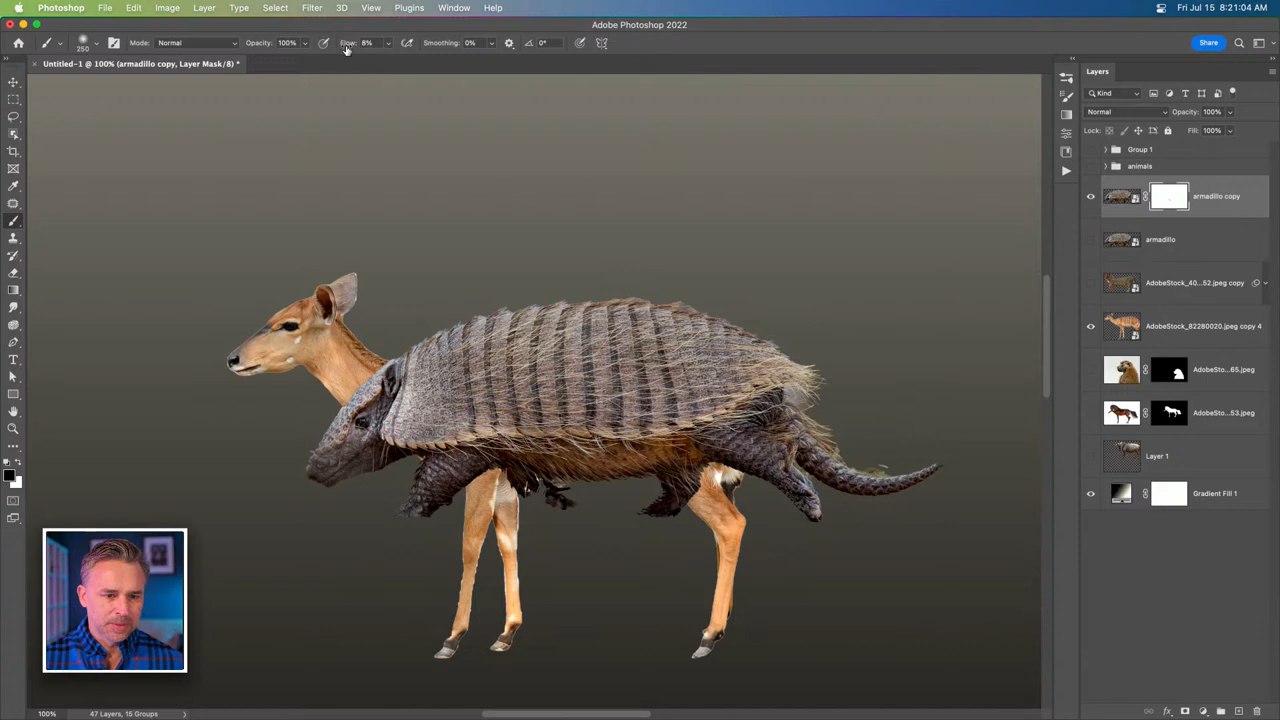 Photoshop File Edit Image Layer Type Select Filter 3D View Plugins Window Help Fri Jul 15 8:21:04 AM
Adobe Photoshop 2022
250 Mode: Normal Opacity: 100% Flow: 8% Smoothing: 0% 0° Share
× Untitled-1 @ 100% (armadillo copy, Layer Mask/8) *
Layers
Kind
Normal Opacity: 100%
Lock: Fill: 100%
Group 1
animals
armadillo copy
armadillo
AdobeStock_40...52.jpeg copy
AdobeStock_82280020.jpeg copy 4
AdobeSto...65.jpeg
AdobeSto...53.jpeg
Layer 1
Gradient Fill 1
100% 47 Layers, 15 Groups